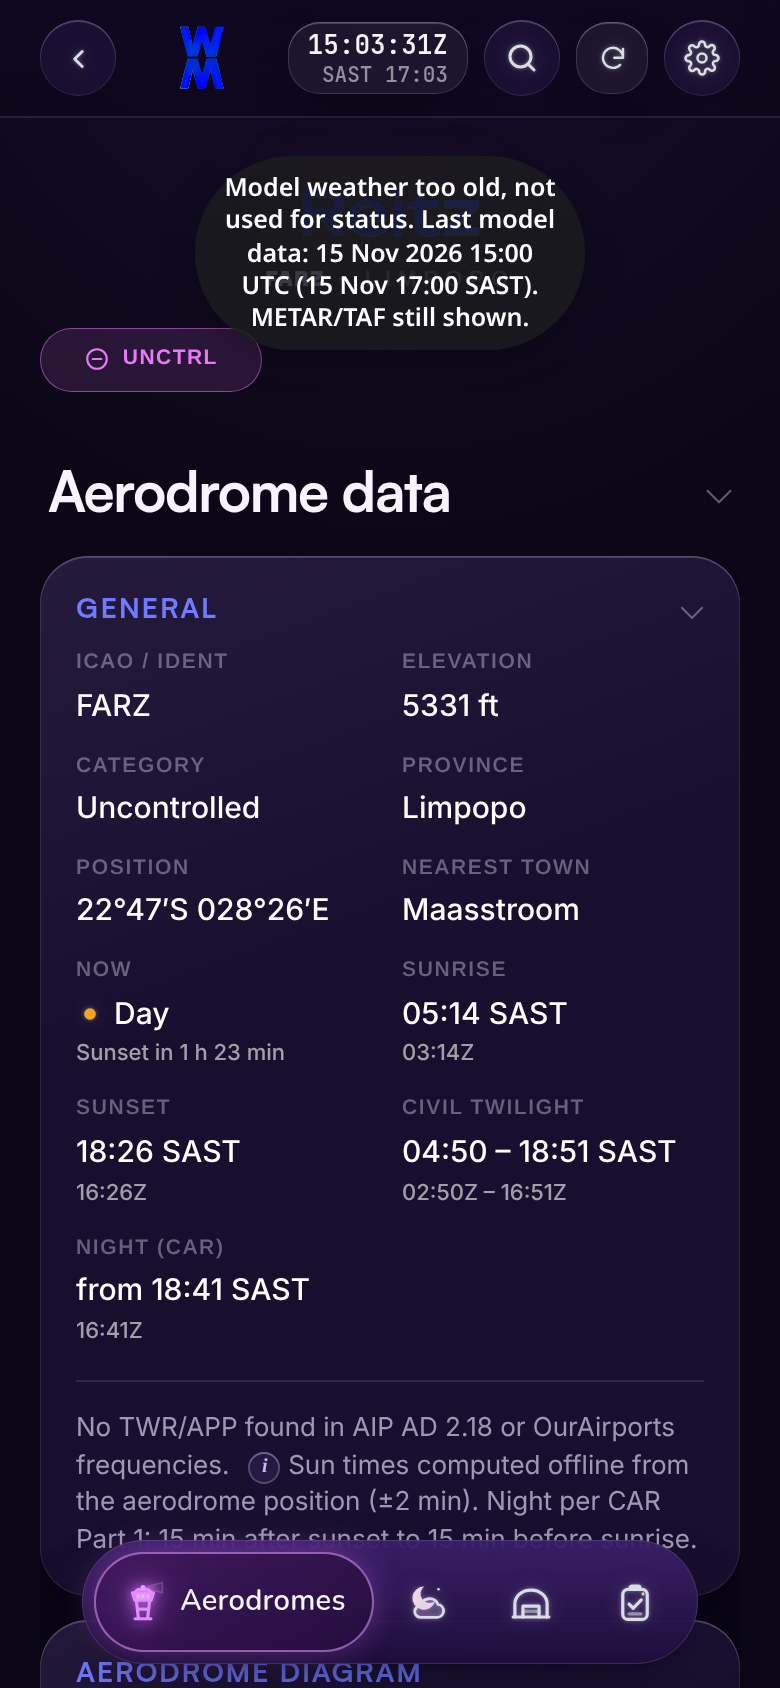 WM
15:03:31Z
SAST 17:03
Model weather too old, not
used for status. Last model
data: 15 Nov 2026 15:00
UTC (15 Nov 17:00 SAST).
METAR/TAF still shown.
UNCTRL
Aerodrome data
GENERAL
ICAO / IDENT
ELEVATION
FARZ
5331 ft
CATEGORY
PROVINCE
Uncontrolled
Limpopo
POSITION
NEAREST TOWN
22°47′S 028°26′E
Maasstroom
NOW
SUNRISE
Day
05:14 SAST
Sunset in 1 h 23 min
03:14Z
SUNSET
CIVIL TWILIGHT
18:26 SAST
04:50 – 18:51 SAST
16:26Z
02:50Z – 16:51Z
NIGHT (CAR)
from 18:41 SAST
16:41Z
No TWR/APP found in AIP AD 2.18 or OurAirports
frequencies. i Sun times computed offline from
the aerodrome position (±2 min). Night per CAR
Part 1: 15 min after sunset to 15 min before sunrise.
Aerodromes
AERODROME DIAGRAM